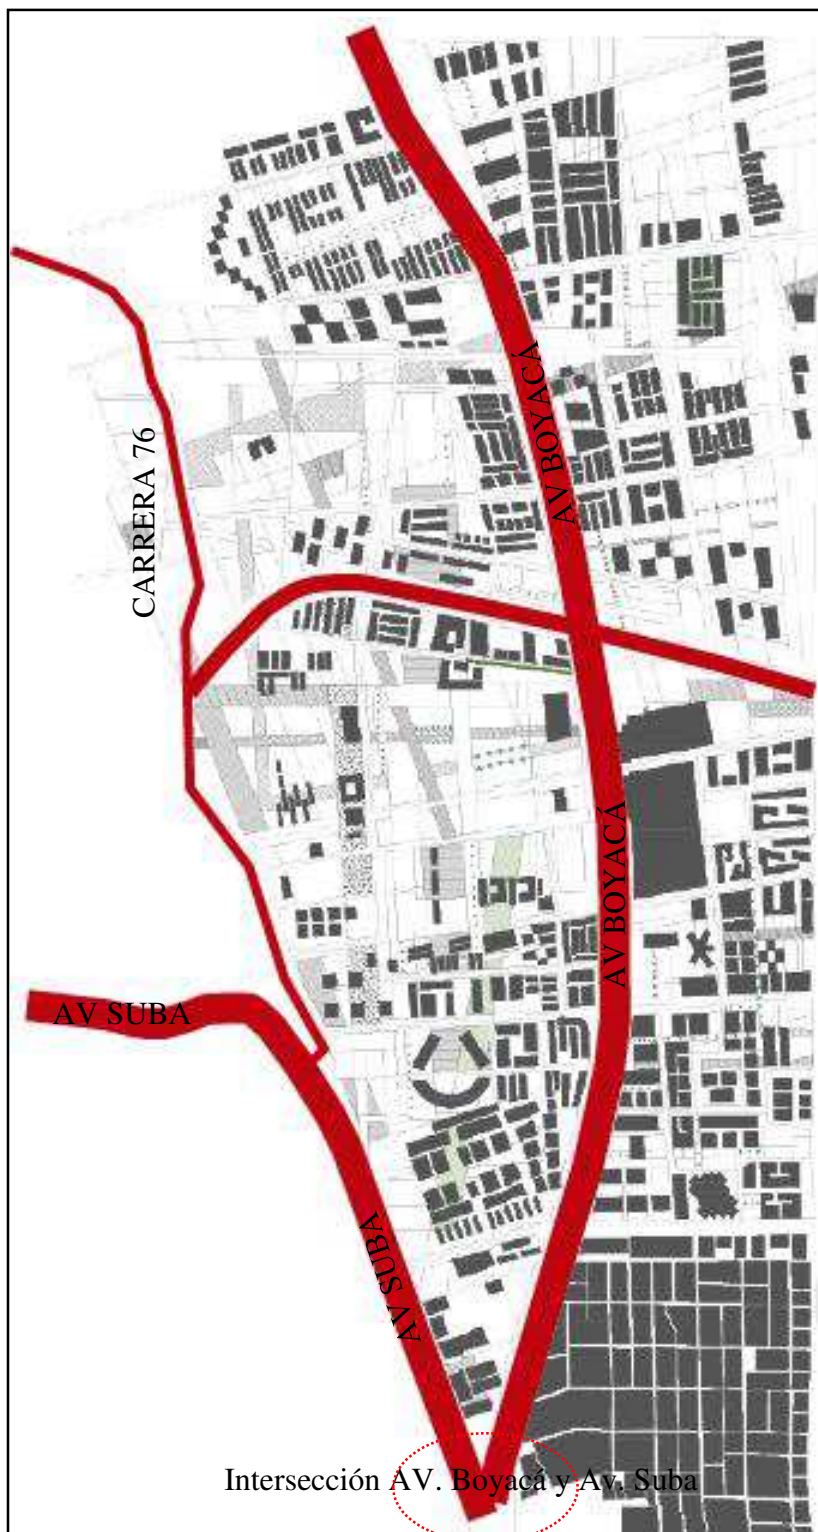 AV BOYACÁ
CARRERA 76
AV BOYACÁ
AV SUBA
AV SUBA
Intersección AV. Boyacá y Av. Suba